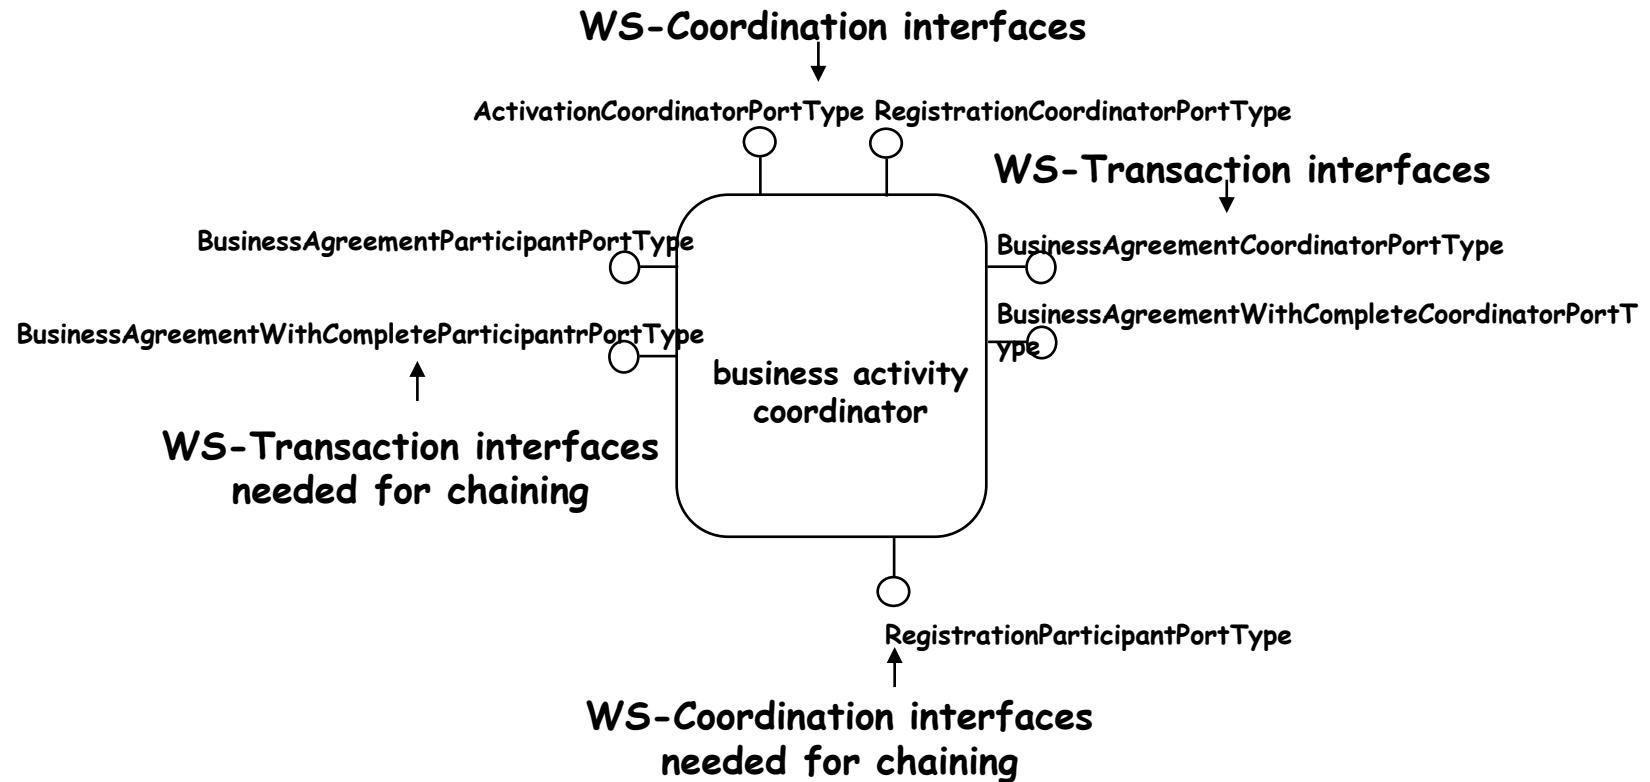 WS-Coordination interfaces
ActivationCoordinatorPortType RegistrationCoordinatorPortType
WS-Transaction interfaces
BusinessAgreementParticipantPortType
BusinessAgreementCoordinatorPortType
BusinessAgreementWithCompleteCoordinatorPortT
ype
BusinessAgreementWithCompleteParticipantrPortType
business activity
coordinator
WS-Transaction interfaces
needed for chaining
RegistrationParticipantPortType
WS-Coordination interfaces
needed for chaining